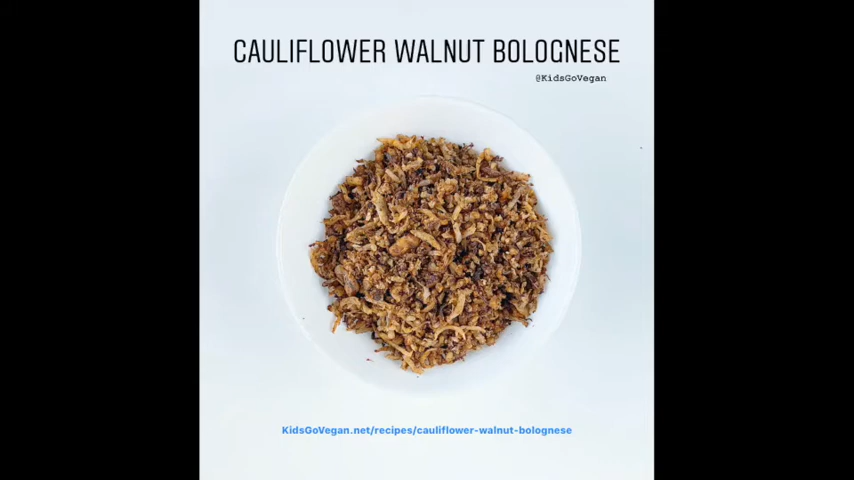 CAULIFLOWER WALNUT BOLOGNESE
@KidsGoVegan
KidsGoVegan.net/recipes/cauliflower-walnut-bolognese